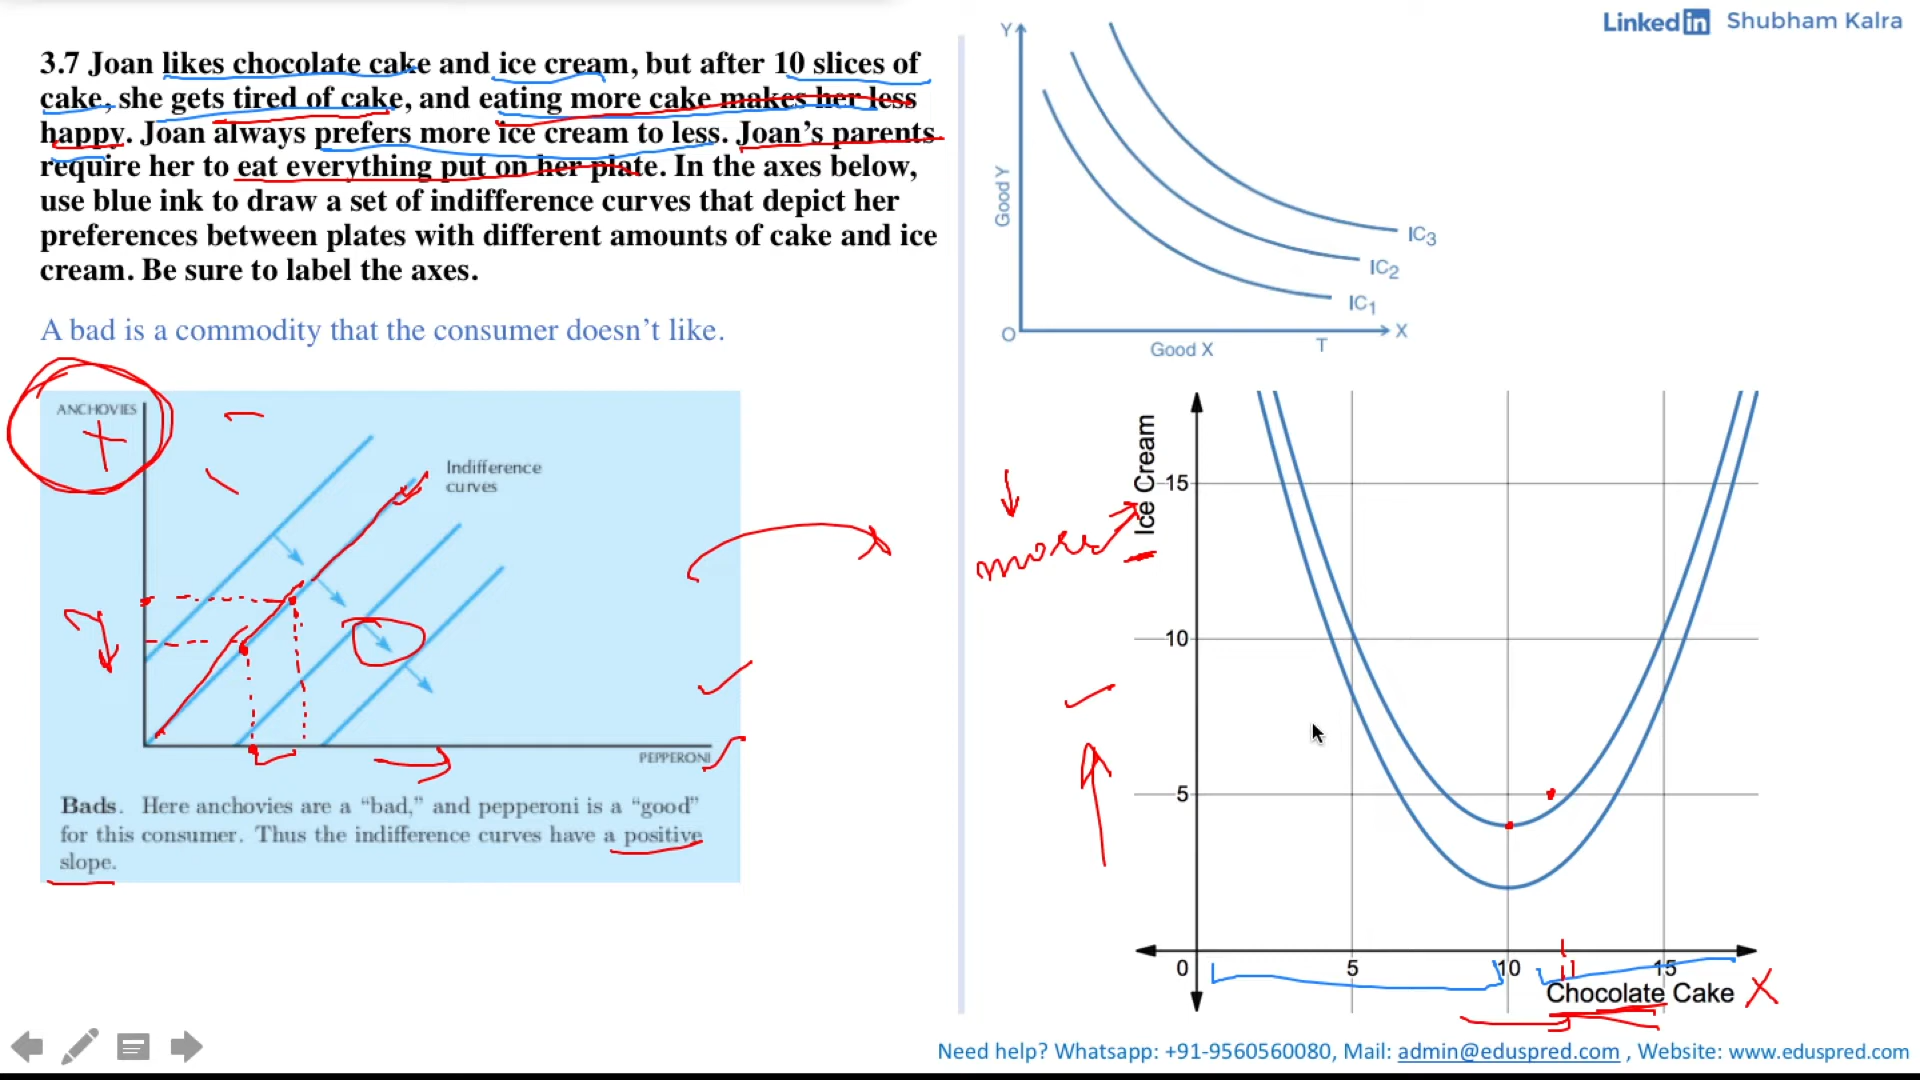 Linked in Shubham Kalra
3.7 Joan likes chocolate cake and ice cream, but after 10 slices of
cake, she gets tired of cake, and eating more cake makes her less
happy. Joan always prefers more ice cream to less. Joan's parents
require her to eat everything put on her plate. In the axes below,
use blue ink to draw a set of indifference curves that depict her
preferences between plates with different amounts of cake and ice
cream. Be sure to label the axes.
A bad is a commodity that the consumer doesn't like.
ANCHOVIES
Indifference
curves
PEPPERONI
Bads. Here anchovies are a "bad," and pepperoni is a "good"
for this consumer. Thus the indifference curves have a positive
slope.
Y
Good Y
IC3
IC2
IC1
O
X
Good X
T
Ice Cream
more
15
10
5
0
5
10
11
15
Chocolate Cake
Need help? Whatsapp: +91-9560560080, Mail: admin@eduspred.com , Website: www.eduspred.com